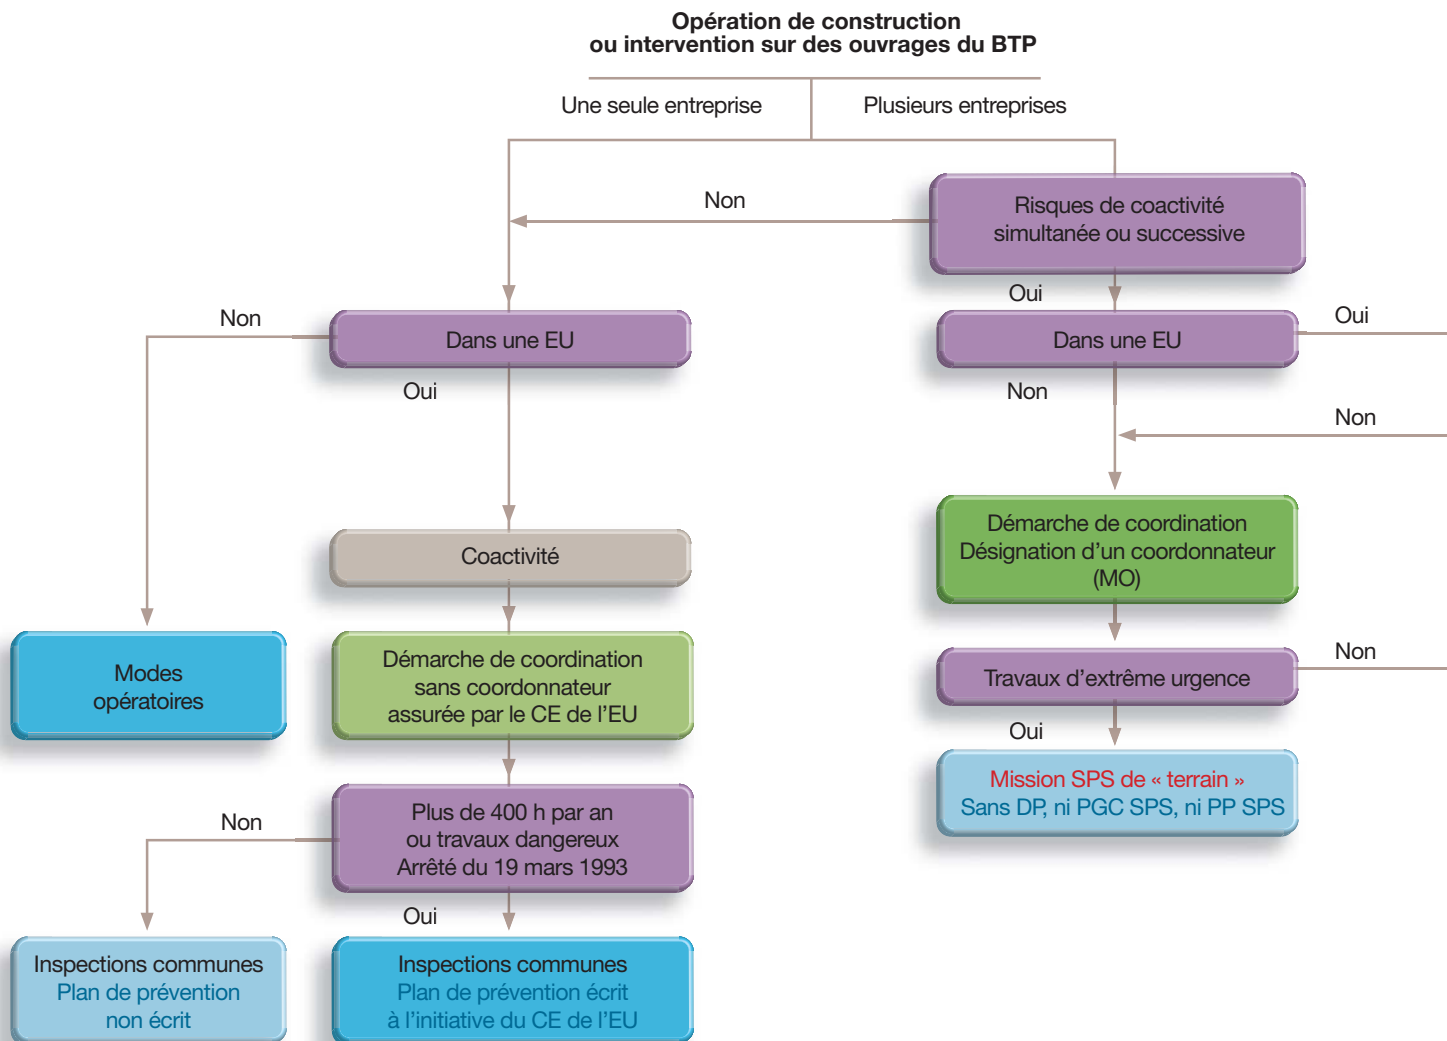 Opération de construction
ou intervention sur des ouvrages du BTP
Une seule entreprise
Plusieurs entreprises
Non
Risques de coactivité
simultanée ou successive
Oui
Non
Dans une EU
Oui
Dans une EU
Oui
Non
Non
Coactivité
Démarche de coordination
Désignation d’un coordonnateur
(MO)
Modes
opératoires
Démarche de coordination
sans coordonnateur
assurée par le CE de l’EU
Travaux d’extrême urgence
Non
Oui
Mission SPS de « terrain »
Sans DP, ni PGC SPS, ni PP SPS
Non
Plus de 400 h par an
ou travaux dangereux
Arrêté du 19 mars 1993
Oui
Inspections communes
Plan de prévention
non écrit
Inspections communes
Plan de prévention écrit
à l’initiative du CE de l’EU